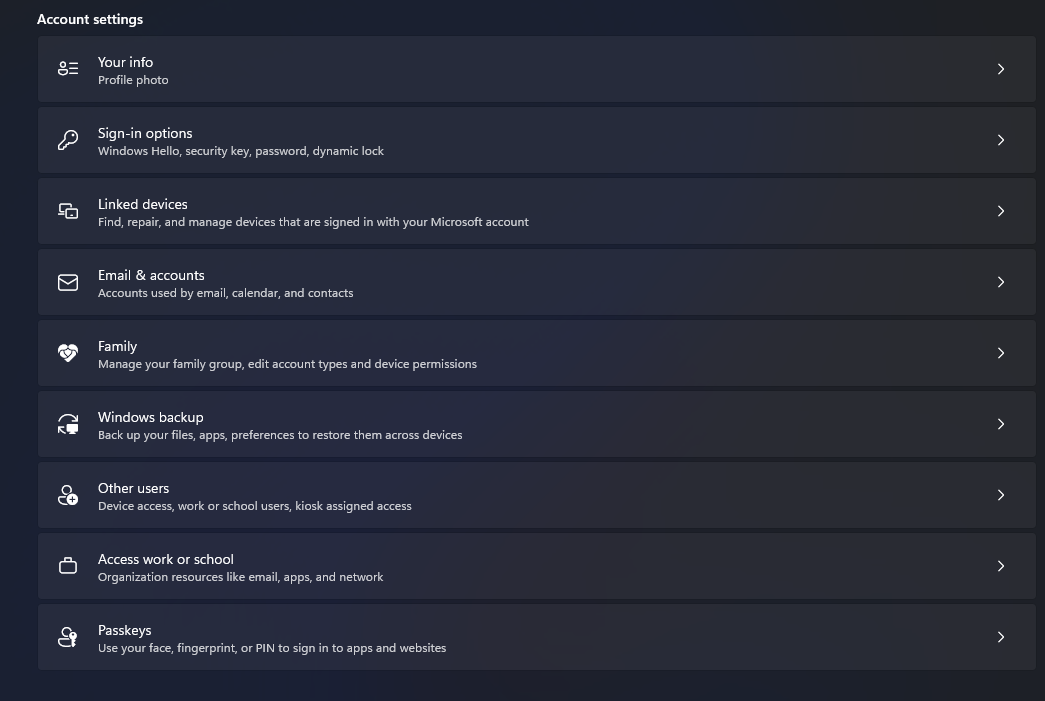 Account settings
Your info
Profile photo
Sign-in options
Windows Hello, security key, password, dynamic lock
Linked devices
Find, repair, and manage devices that are signed in with your Microsoft account
Email & accounts
Accounts used by email, calendar, and contacts
Family
Manage your family group, edit account types and device permissions
Windows backup
Back up your files, apps, preferences to restore them across devices
Other users
Device access, work or school users, kiosk assigned access
Access work or school
Organization resources like email, apps, and network
Passkeys
Use your face, fingerprint, or PIN to sign in to apps and websites